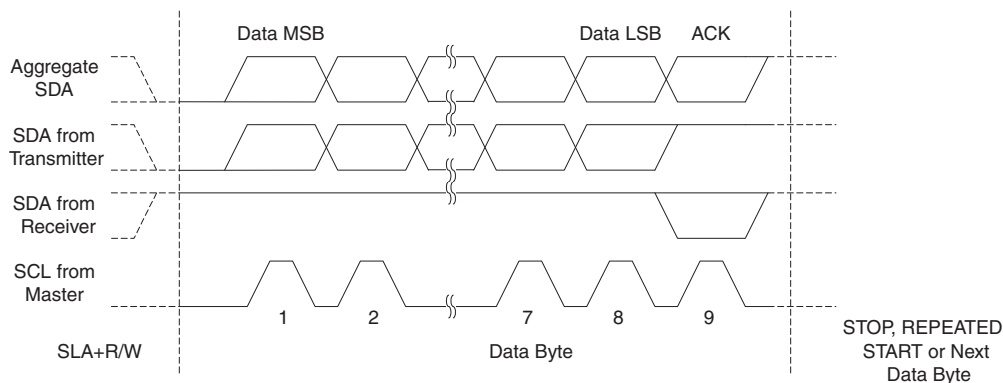 Data MSB
Data LSB
ACK
Aggregate
SDA
SDA from
Transmitter
SDA from
Receiver
SCL from
Master
1
2
7
8
9
SLA+R/W
Data Byte
STOP, REPEATED
START or Next
Data Byte